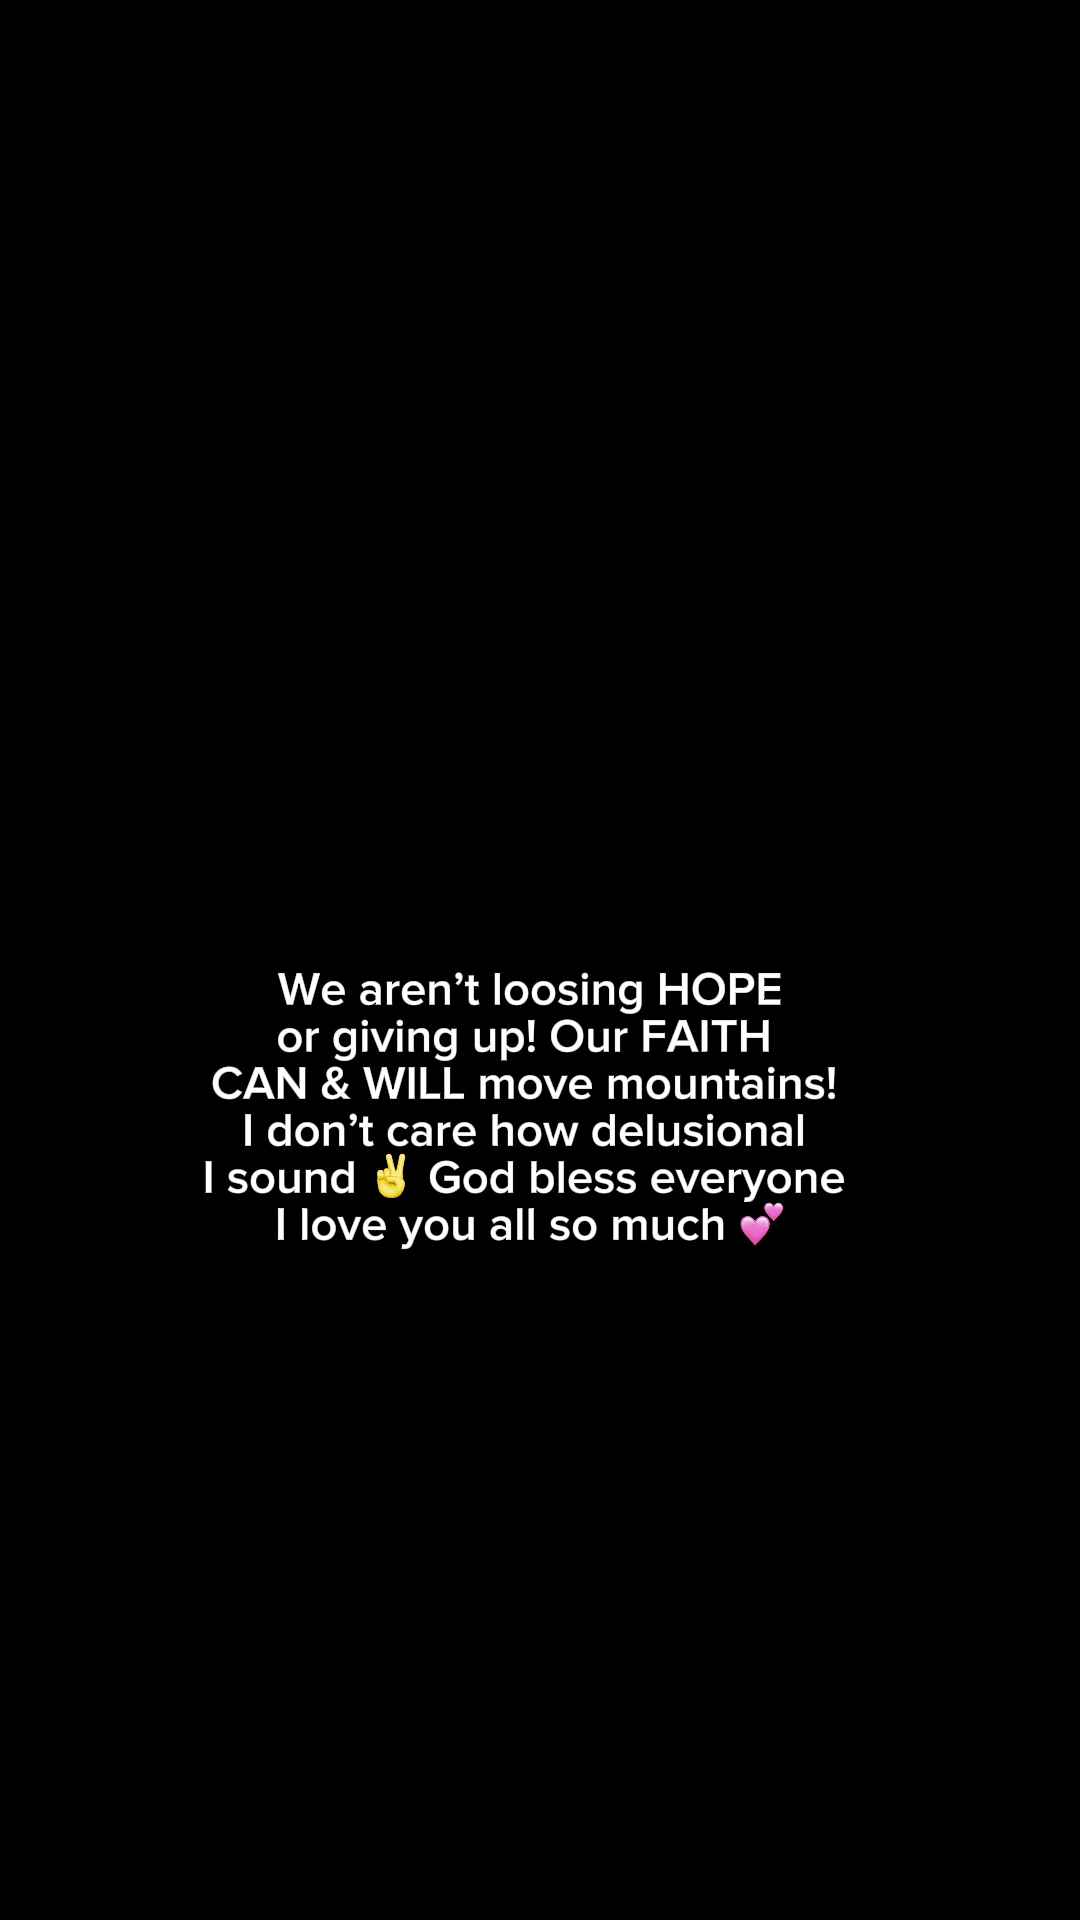 We aren’t loosing HOPE
or giving up! Our FAITH
CAN & WILL move mountains!
I don’t care how delusional
I sound ✌️ God bless everyone
I love you all so much 💕